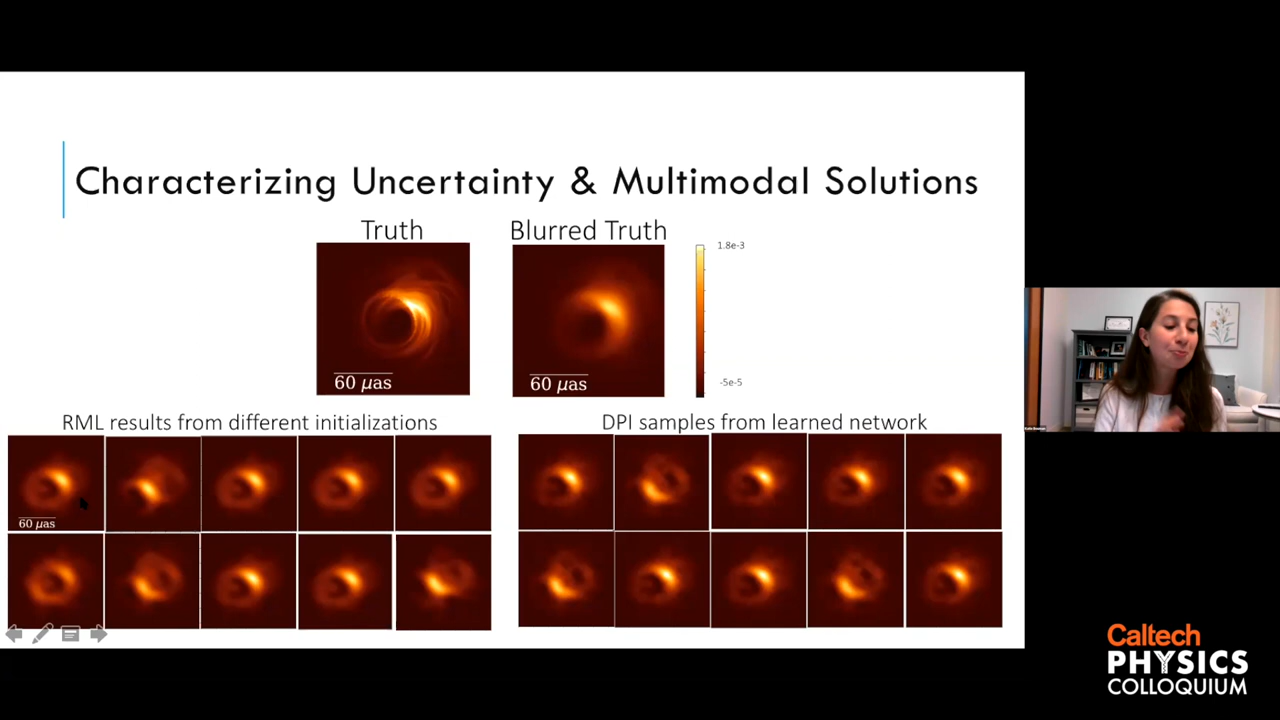 Characterizing Uncertainty & Multimodal Solutions
Truth
Blurred Truth
1.8e-3
-5e-5
60 μas
60 μas
RML results from different initializations
DPI samples from learned network
60 μas
Caltech
PHYSICS
COLLOQUIUM